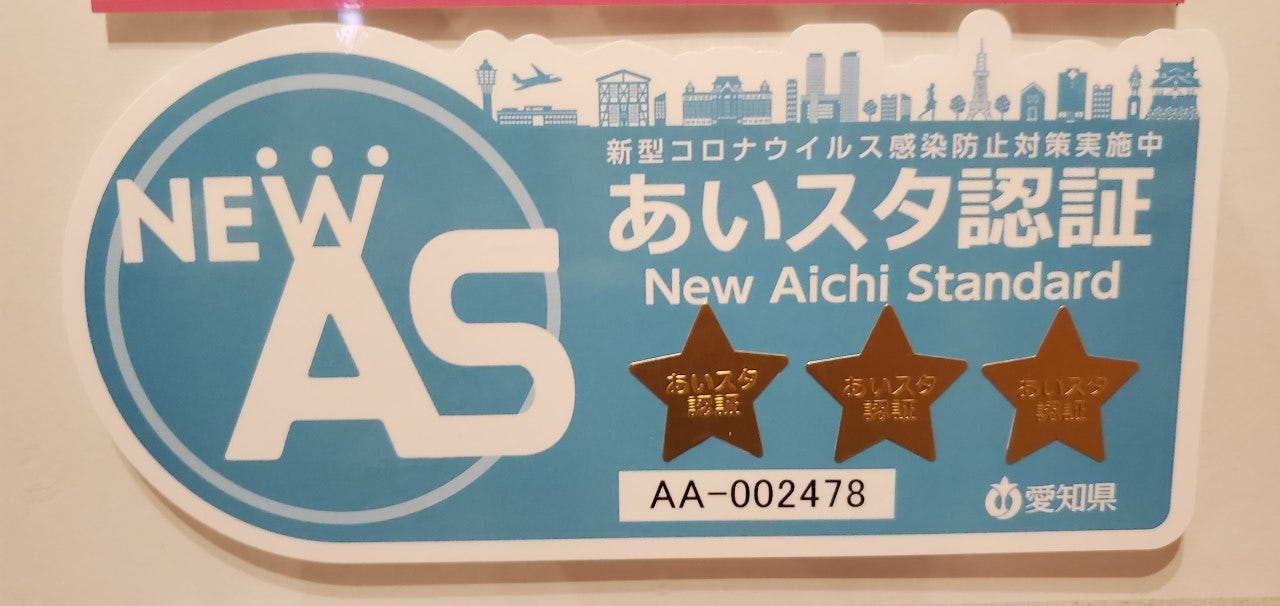 NEW
AS
新型コロナウイルス感染防止対策実施中
あいスタ認証
New Aichi Standard
あいスタ
認証
あいスタ
認証
あいスタ
認証
AA-002478
愛知県